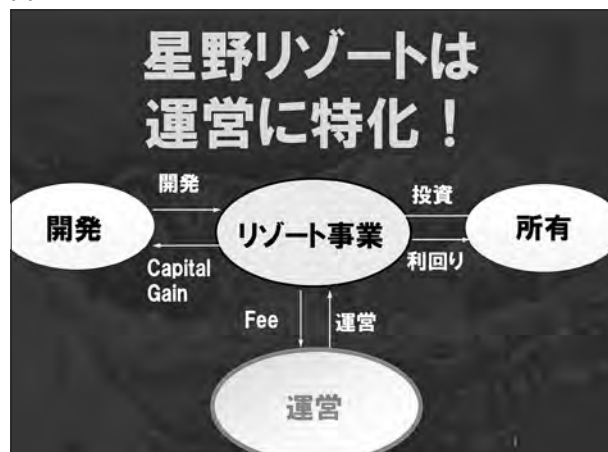 星野リゾートは
運営に特化！
開発
投資
開発
リゾート事業
所有
Capital
Gain
利回り
Fee
運営
運営